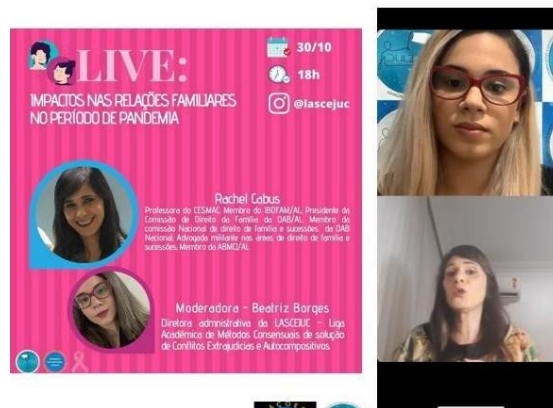 LIVE:
IMPACTOS NAS RELAÇÕES FAMILIARES
NO PERÍODO DE PANDEMIA
30/10
18h
@lascejuc
Rachel Cabus
Professora do CESMAC, Membro do IBDFAM/AL, Presidente da
Comissão de Direito da Família da OAB/AL, Membro da
comissão Nacional de direito de família e sucessões da OAB
Nacional, Advogada militante nas áreas de direito de família e
sucessões, Membro da ABMCJ/AL
Moderadora - Beatriz Borges
Diretora admnistrativa da LASCEJUC - Liga
Acadêmica de Métodos Consensuais de solução
de Conflitos Extrajudicias e Autocompositivos.